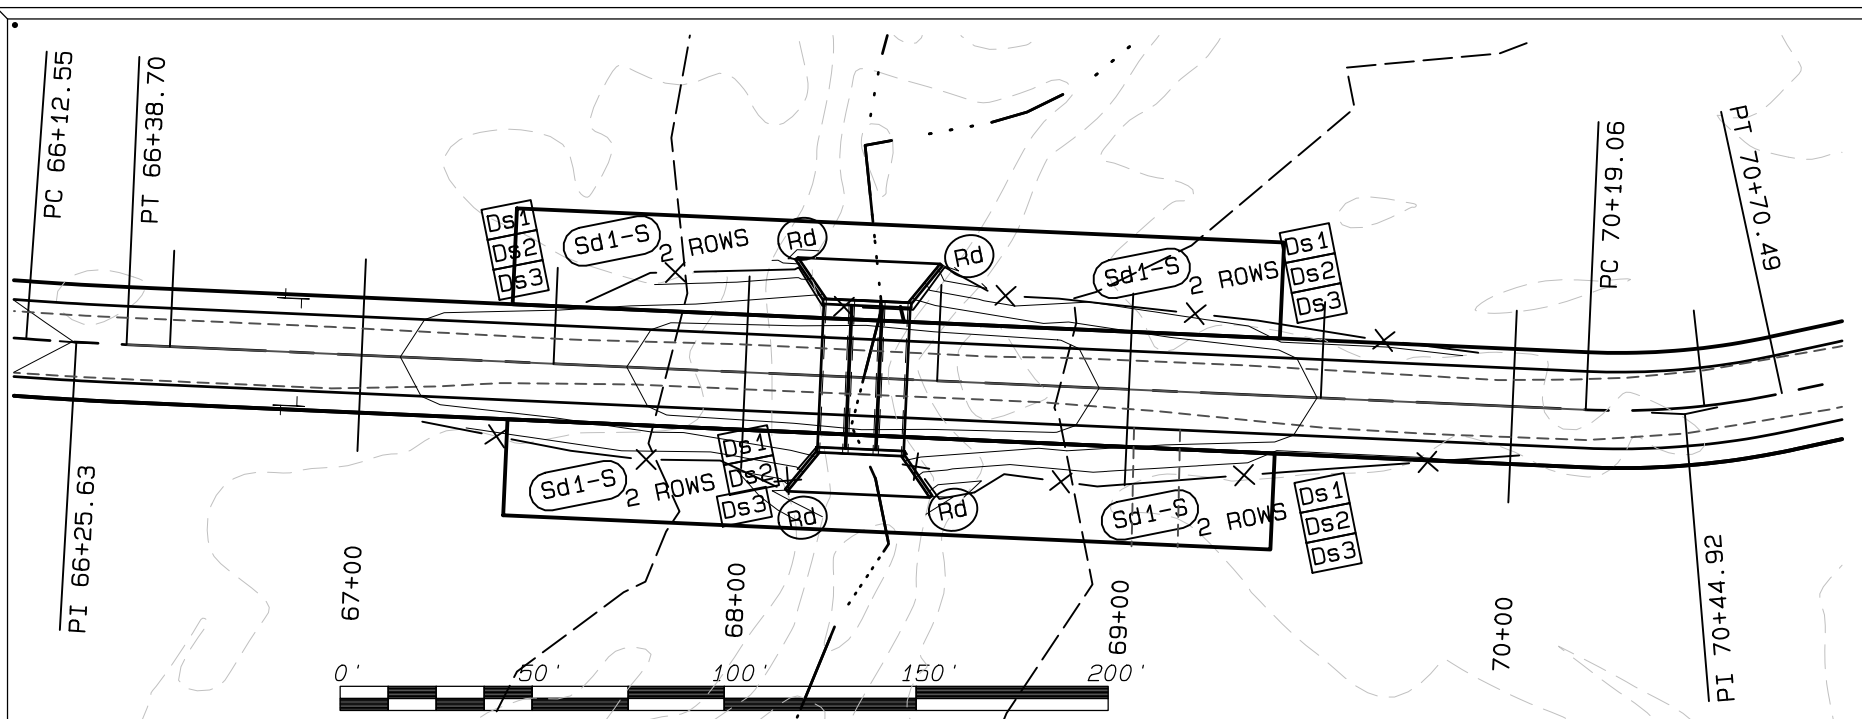 PC 66+12.55
PT 66+38.70
PC 70+19.06
PT 70+70.49
Ds1
Ds2
Ds3
Sd1-S
2 ROWS
Rd
Rd
Sd1-S
2 ROWS
Ds1
Ds2
Ds3
Sd1-S
2 ROWS
Ds1
Ds2
Ds3
Rd
Rd
Sd1-S
2 ROWS
Ds1
Ds2
Ds3
PI 66+25.63
67+00
68+00
69+00
70+00
PI 70+44.92
0' 50' 100' 150' 200'